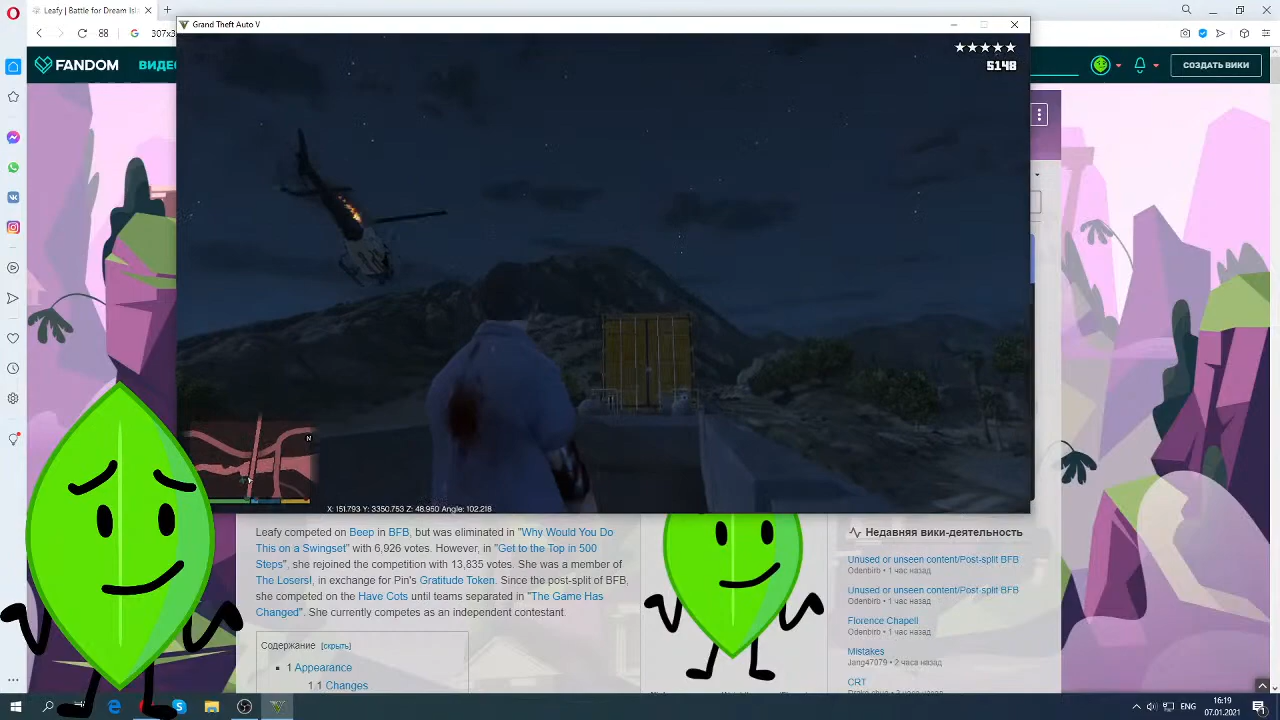 Leafy | Battle for Dream Isl
307x3
88
Grand Theft Auto V
FANDOM
ВИДЕО
СОЗДАТЬ ВИКИ
5148
N
X: 151.793 Y: 3350.753 Z: 48.950 Angle: 102.218
Leafy competed on Beep in BFB, but was eliminated in "Why Would You Do
This on a Swingset" with 6,926 votes. However, in "Get to the Top in 500
Steps", she rejoined the competition with 13,835 votes. She was a member of
The Losers!, in exchange for Pin's Gratitude Token. Since the post-split of BFB,
she competed on the Have Cots until teams separated in "The Game Has
Changed". She currently competes as an independent contestant.
Содержание [скрыть]
1 Appearance
1.1 Changes
Недавняя вики-деятельность
Unused or unseen content/Post-split BFB
Odenbirb • 1 час назад
Unused or unseen content/Post-split BFB
Odenbirb • 1 час назад
Florence Chapell
Odenbirb • 1 час назад
Mistakes
Jang47079 • 2 часа назад
CRT
ENG
16:19
07.01.2021